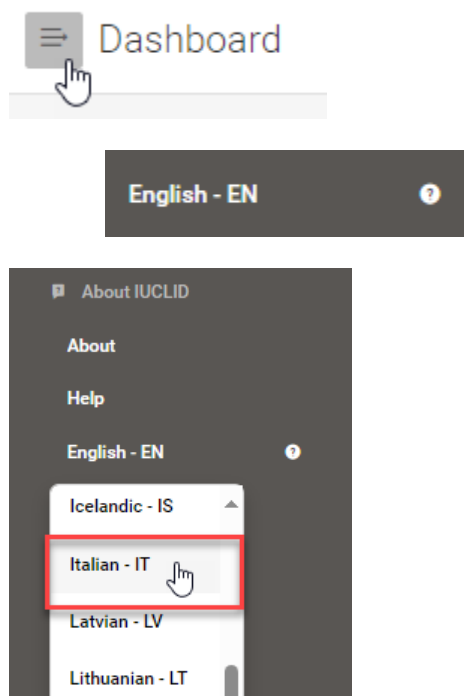 Dashboard
English - EN
About IUCLID
About
Help
English - EN
Icelandic - IS
Italian - IT
Latvian - LV
Lithuanian - LT